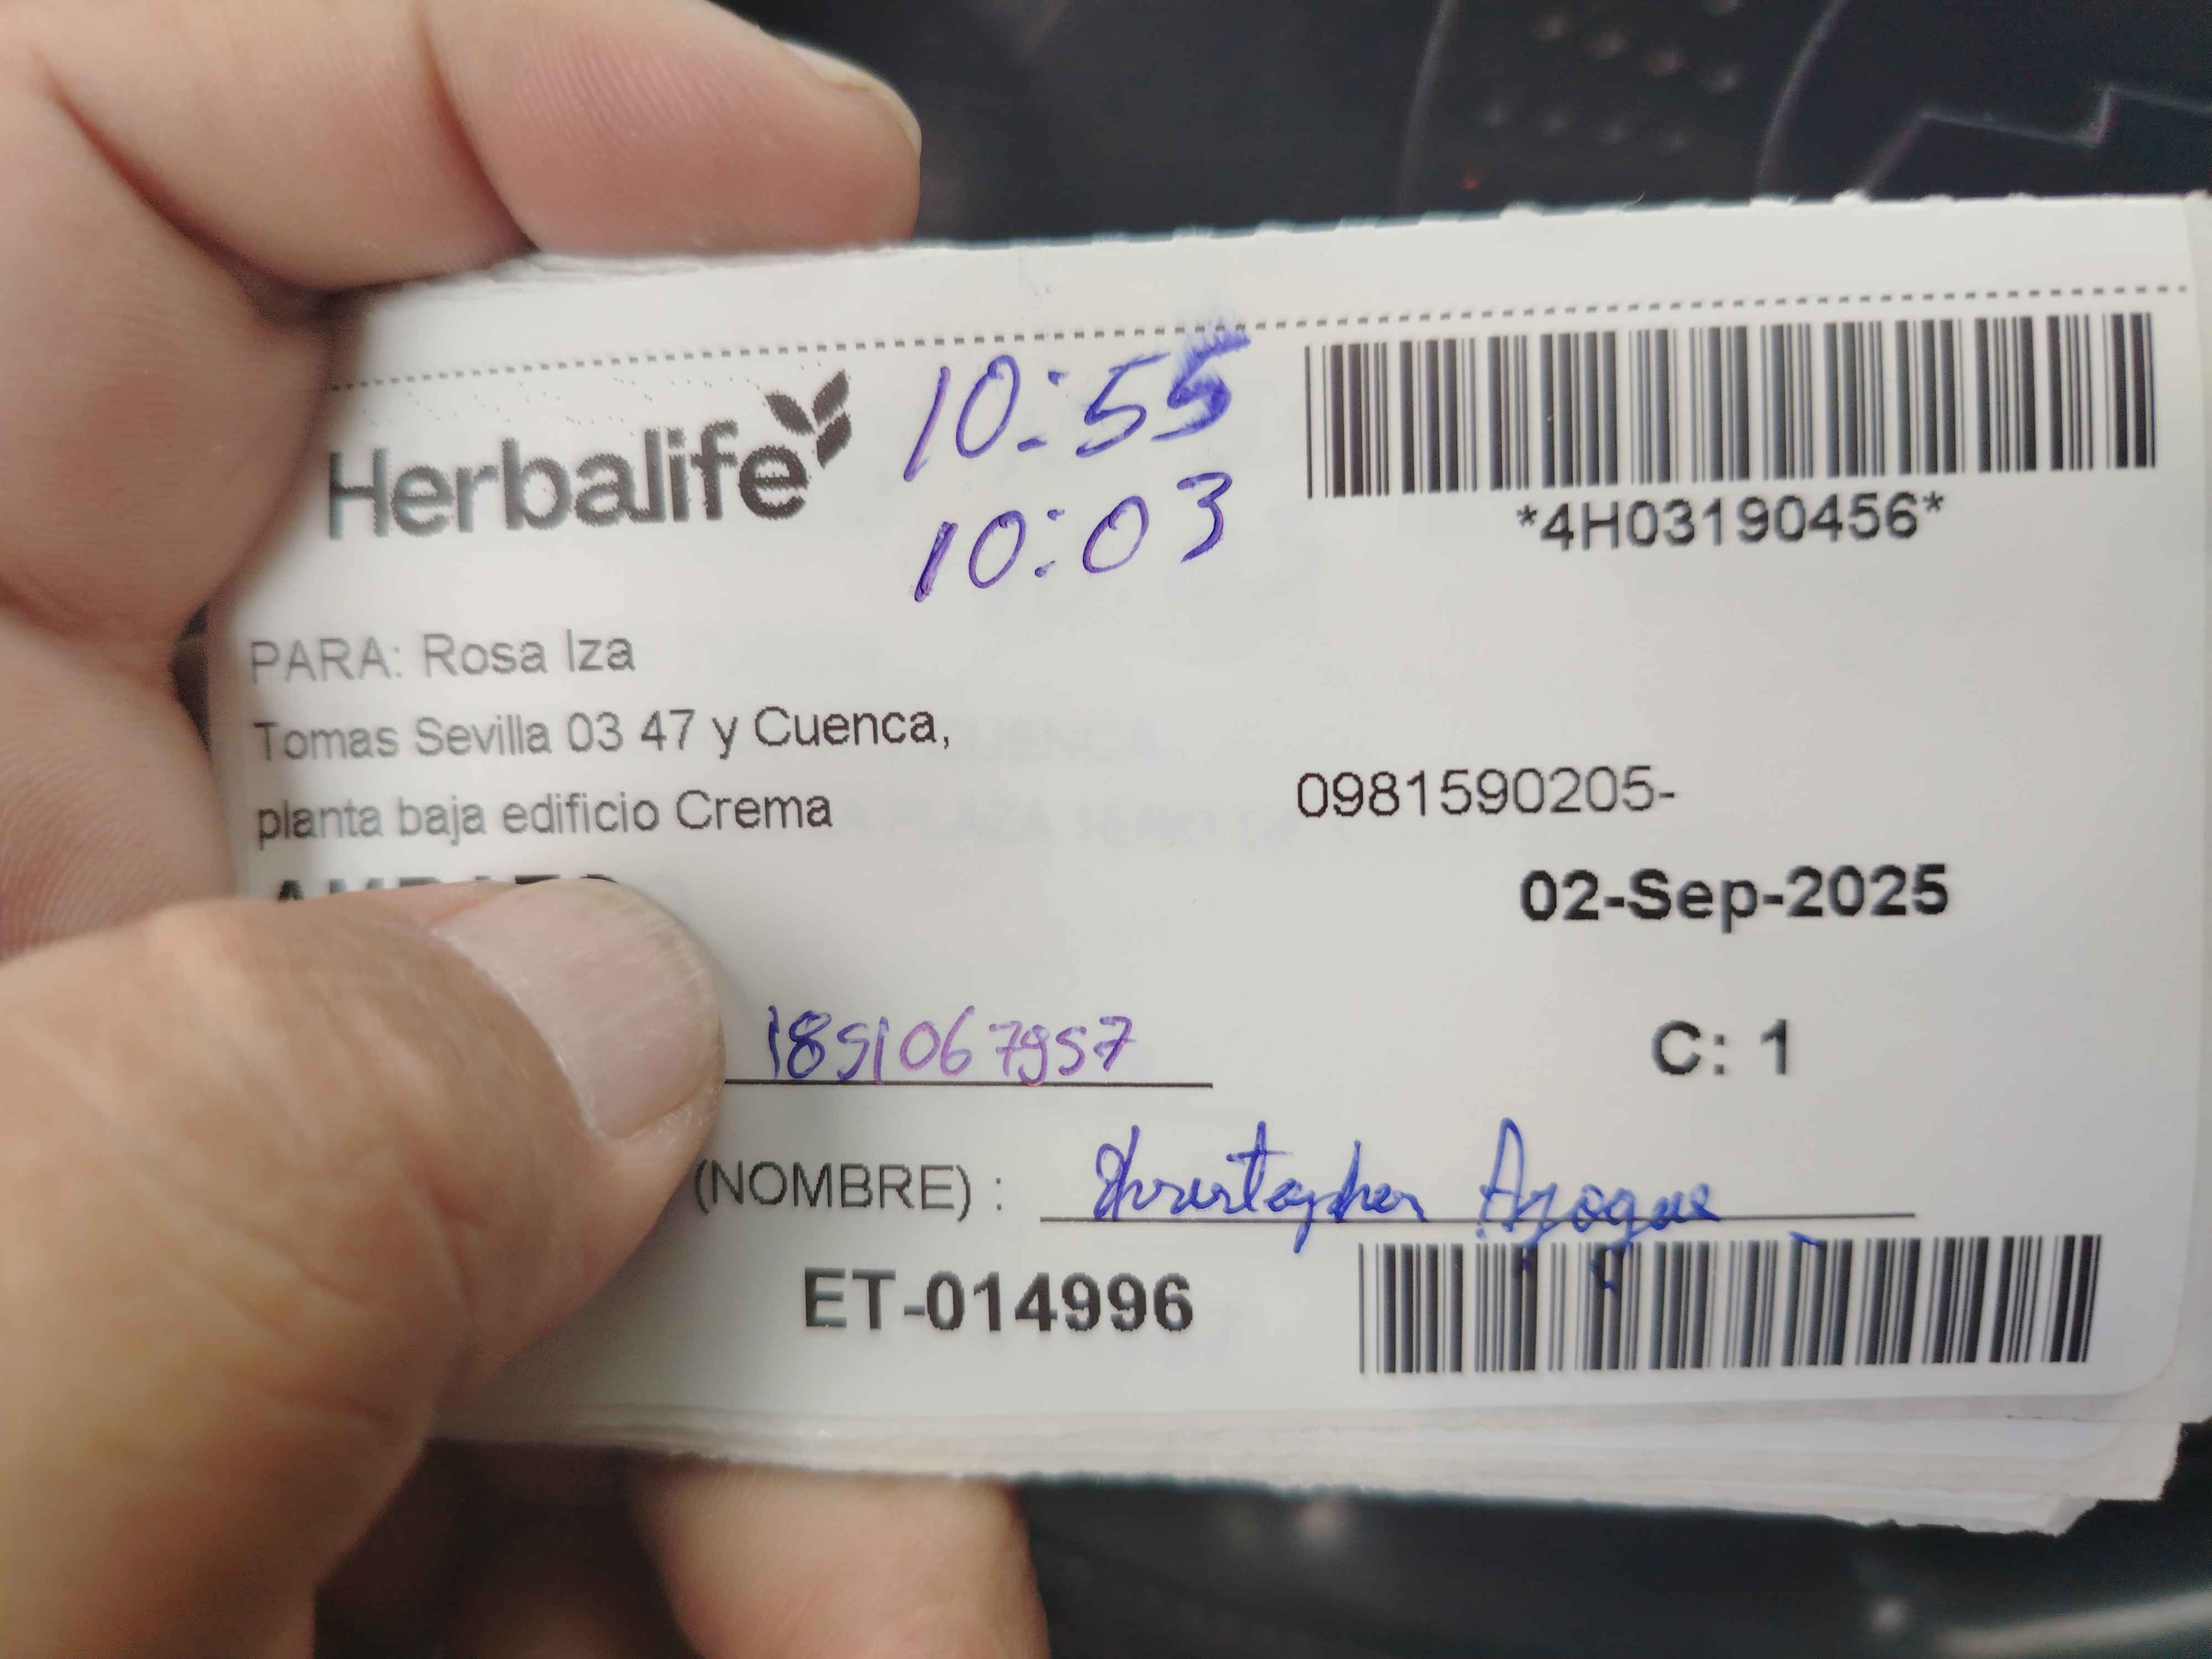 Herbalife
10:55
10:03
*4H03190456*
PARA: Rosa Iza
Tomas Sevilla 03 47 y Cuenca,
planta baja edificio Crema
0981590205-
02-Sep-2025
1851067957
C: 1
(NOMBRE) :
ET-014996